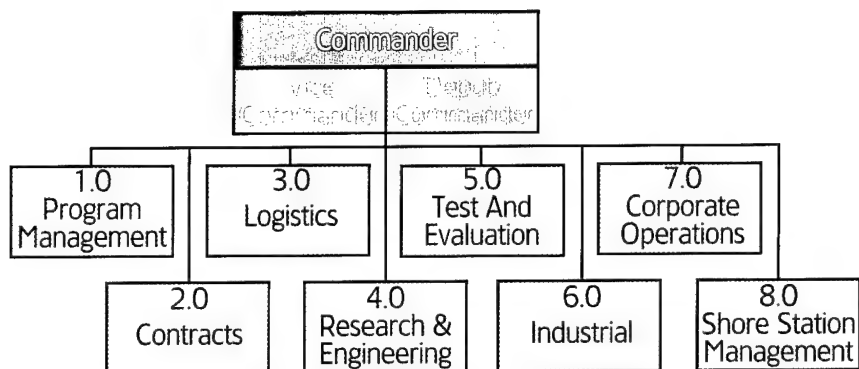 Commander
Vice
Commander
Deputy
Commander
1.0
Program
Management
3.0
Logistics
5.0
Test And
Evaluation
7.0
Corporate
Operations
2.0
Contracts
4.0
Research &
Engineering
6.0
Industrial
8.0
Shore Station
Management